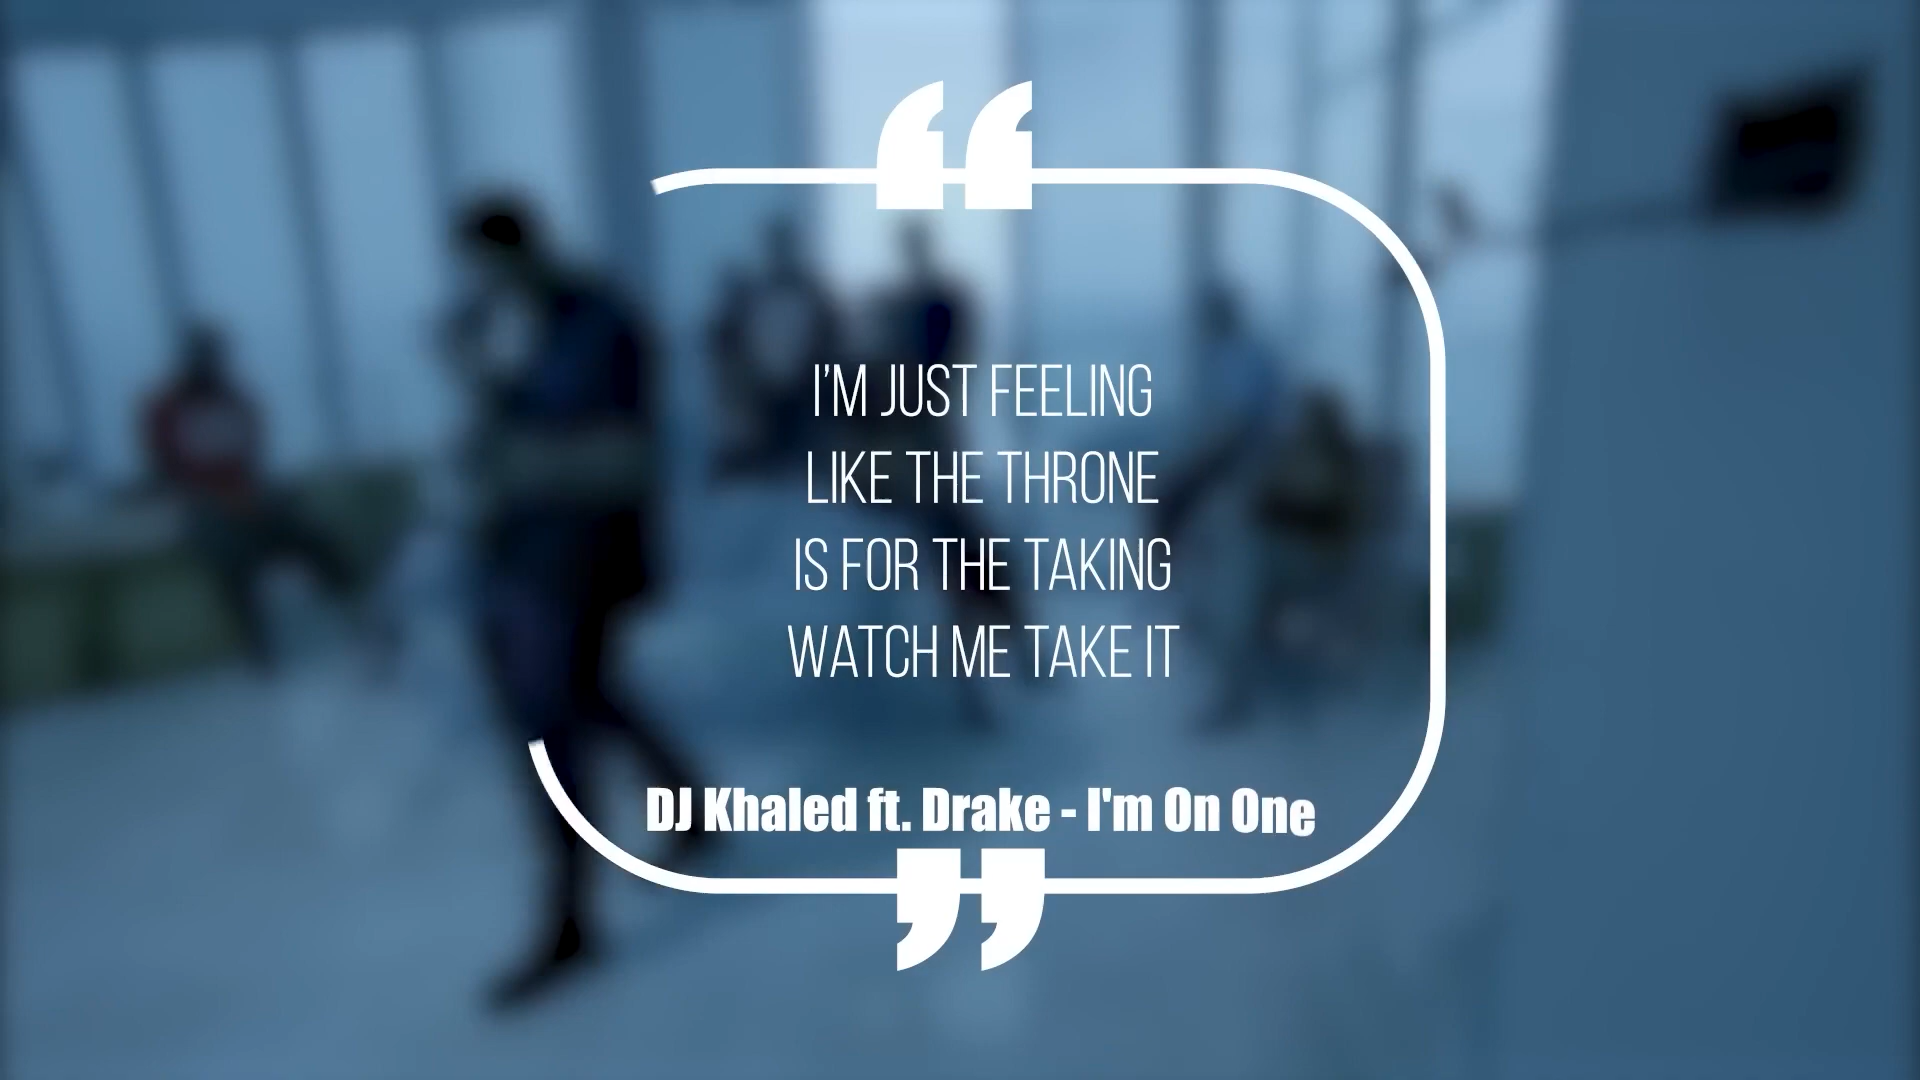 “
I’M JUST FEELING
LIKE THE THRONE
IS FOR THE TAKING
WATCH ME TAKE IT
DJ Khaled ft. Drake - I'm On One
”